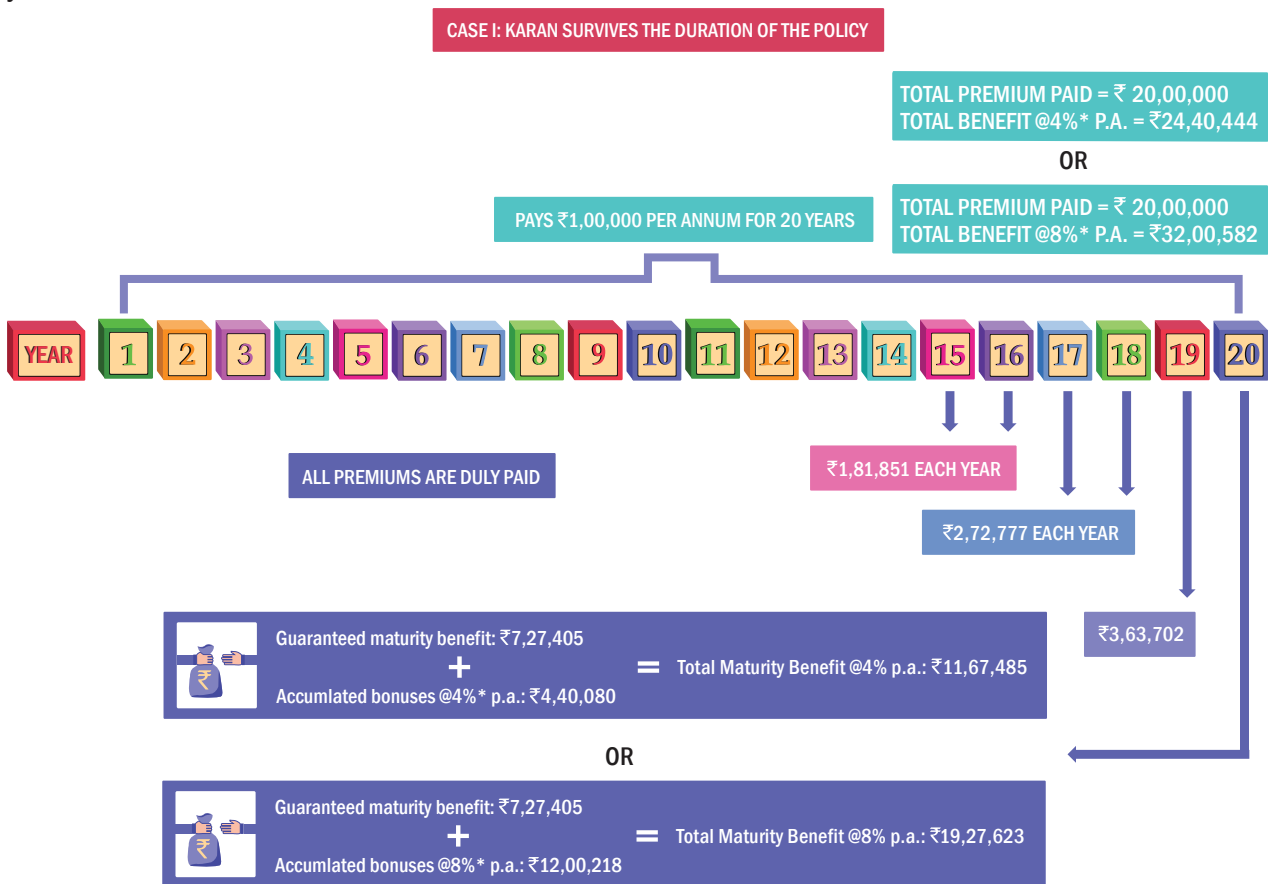 CASE I: KARAN SURVIVES THE DURATION OF THE POLICY
TOTAL PREMIUM PAID = ₹ 20,00,000
TOTAL BENEFIT @4%* P.A. = ₹24,40,444
OR
PAYS ₹1,00,000 PER ANNUM FOR 20 YEARS
TOTAL PREMIUM PAID = ₹ 20,00,000
TOTAL BENEFIT @8%* P.A. = ₹32,00,582
YEAR 1 2 3 4 5 6 7 8 9 10 11 12 13 14 15 16 17 18 19 20
ALL PREMIUMS ARE DULY PAID
₹1,81,851 EACH YEAR
₹2,72,777 EACH YEAR
₹3,63,702
₹
Guaranteed maturity benefit: ₹7,27,405
+
Accumlated bonuses @4%* p.a.: ₹4,40,080
= Total Maturity Benefit @4% p.a.: ₹11,67,485
OR
₹
Guaranteed maturity benefit: ₹7,27,405
+
Accumlated bonuses @8%* p.a.: ₹12,00,218
= Total Maturity Benefit @8% p.a.: ₹19,27,623